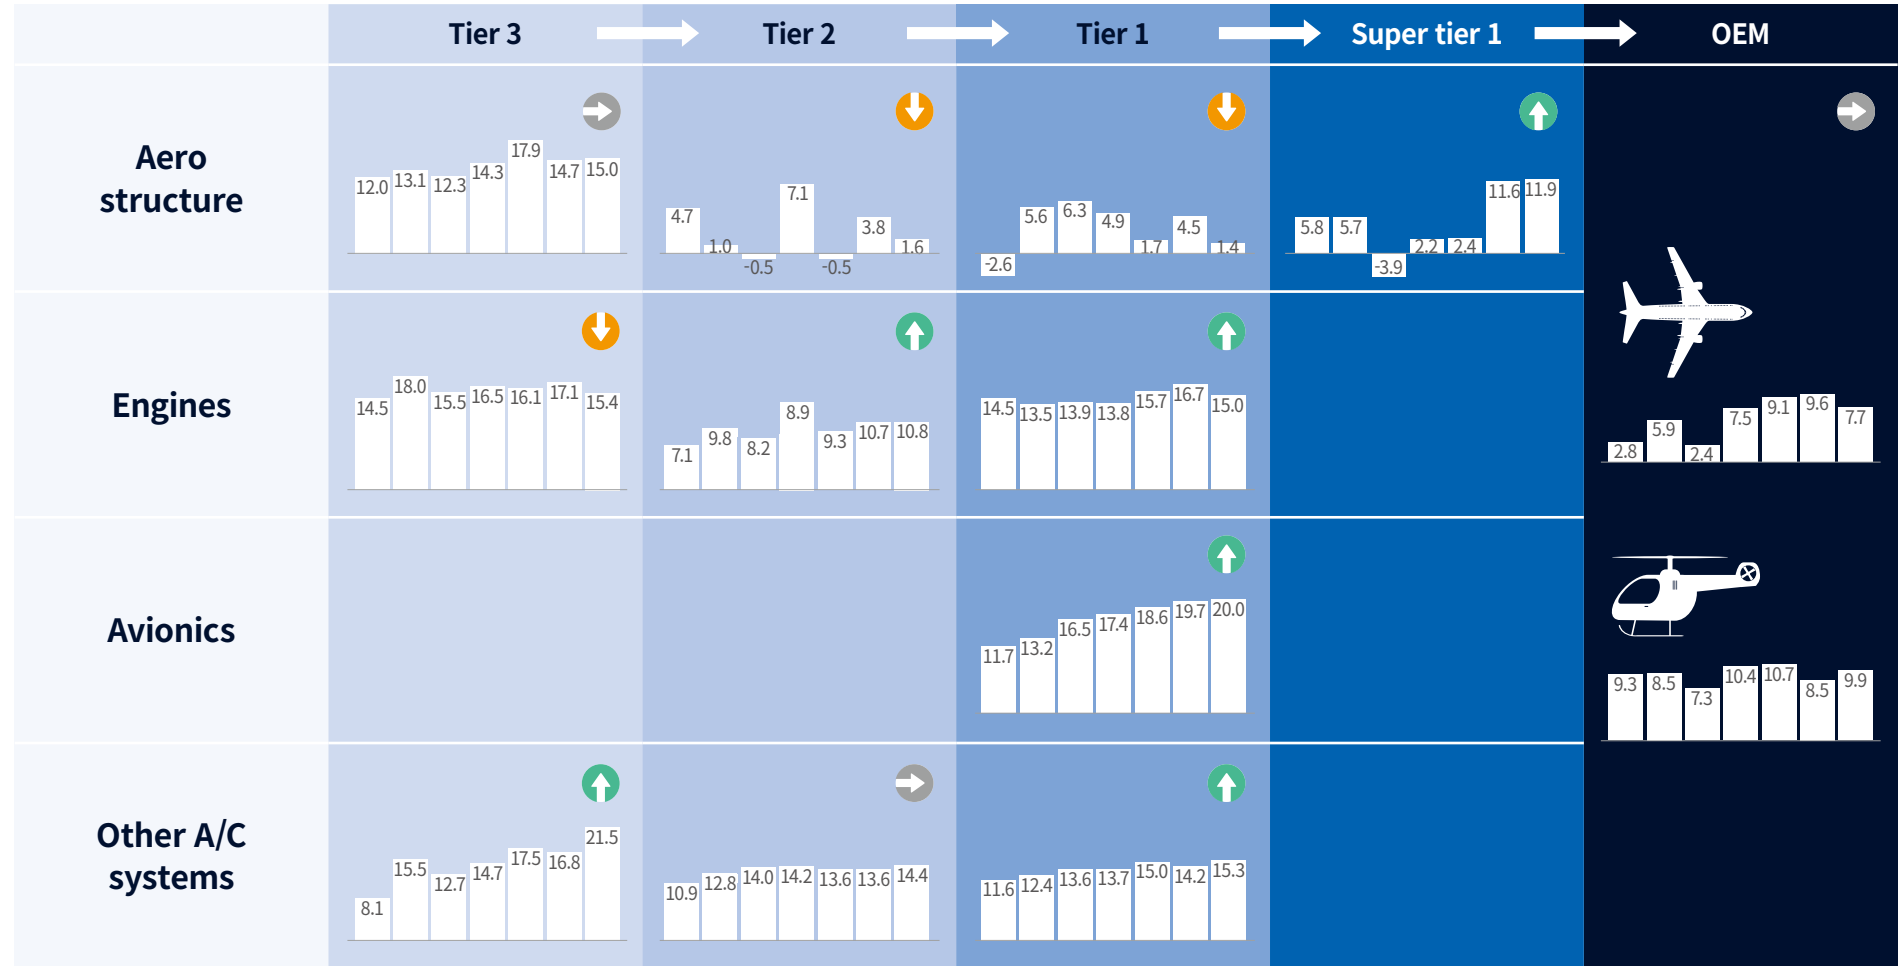 Tier 3
Tier 2
Tier 1
Super tier 1
OEM
Aero
structure
12.0 13.1 12.3 14.3 17.9 14.7 15.0
4.7 1.0 -0.5 7.1 -0.5 3.8 1.6
-2.6 5.6 6.3 4.9 1.7 4.5 1.4
5.8 5.7 -3.9 2.2 2.4 11.6 11.9
Engines
14.5 18.0 15.5 16.5 16.1 17.1 15.4
7.1 9.8 8.2 8.9 9.3 10.7 10.8
14.5 13.5 13.9 13.8 15.7 16.7 15.0
2.8 5.9 2.4 7.5 9.1 9.6 7.7
Avionics
11.7 13.2 16.5 17.4 18.6 19.7 20.0
9.3 8.5 7.3 10.4 10.7 8.5 9.9
Other A/C
systems
8.1 15.5 12.7 14.7 17.5 16.8 21.5
10.9 12.8 14.0 14.2 13.6 13.6 14.4
11.6 12.4 13.6 13.7 15.0 14.2 15.3